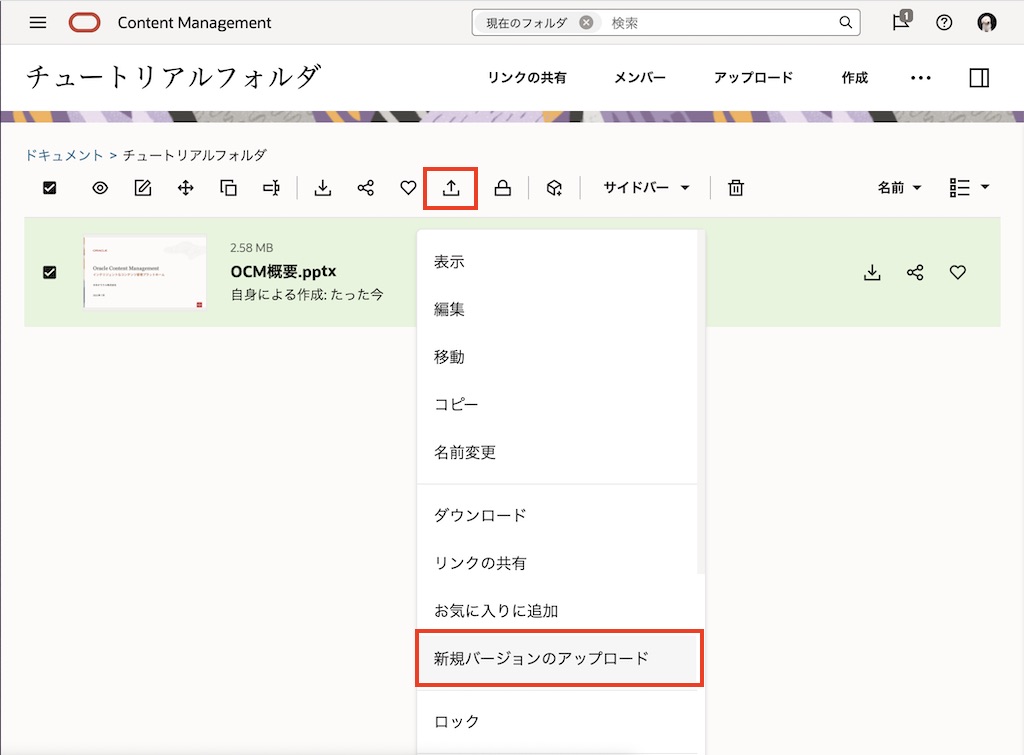 Content Management
現在のフォルダ
検索
1
チュートリアルフォルダ
リンクの共有
メンバー
アップロード
作成
ドキュメント > チュートリアルフォルダ
サイドバー
名前
Oracle Content Management
2.58 MB
OCM概要.pptx
自身による作成: たった今
表示
編集
移動
コピー
名前変更
ダウンロード
リンクの共有
お気に入りに追加
新規バージョンのアップロード
ロック